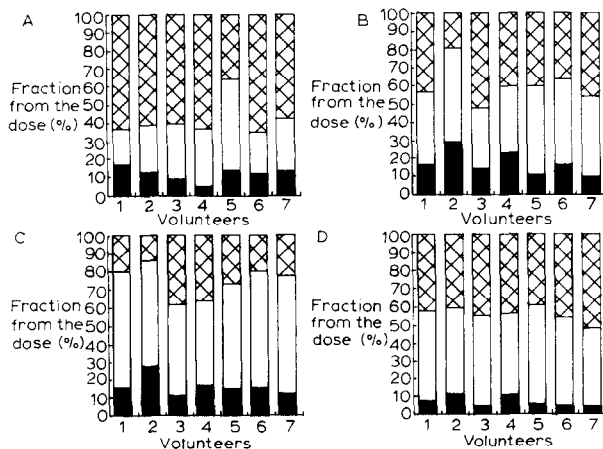 A
100
90
80
70
60
50
40
30
20
10
0
Fraction
from the
dose (%)
1 2 3 4 5 6 7
Volunteers
B
100
90
80
70
60
50
40
30
20
10
0
Fraction
from the
dose (%)
1 2 3 4 5 6 7
Volunteers
C
100
90
80
70
60
50
40
30
20
10
0
Fraction
from the
dose (%)
1 2 3 4 5 6 7
Volunteers
D
100
90
80
70
60
50
40
30
20
10
0
Fraction
from the
dose (%)
1 2 3 4 5 6 7
Volunteers